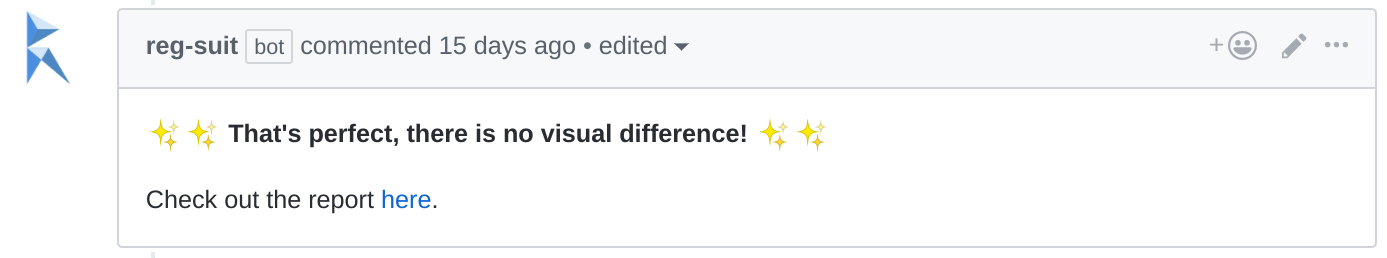 reg-suit bot commented 15 days ago • edited
✨✨ That's perfect, there is no visual difference! ✨✨
Check out the report here.